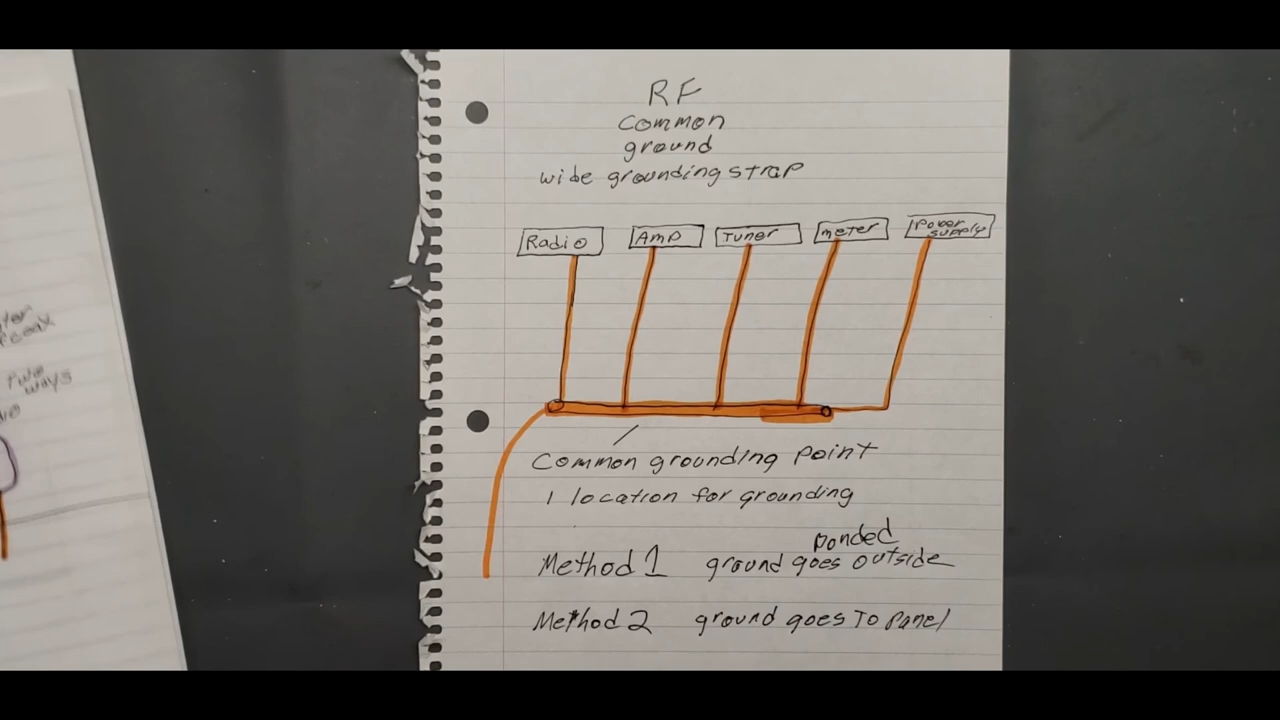 RF
Common
ground
wide grounding strap
Radio
Amp
Tuner
meter
Power
supply
Common grounding point
1 location for grounding
bonded
Method 1 ground goes outside
Method 2 ground goes To panel
ways